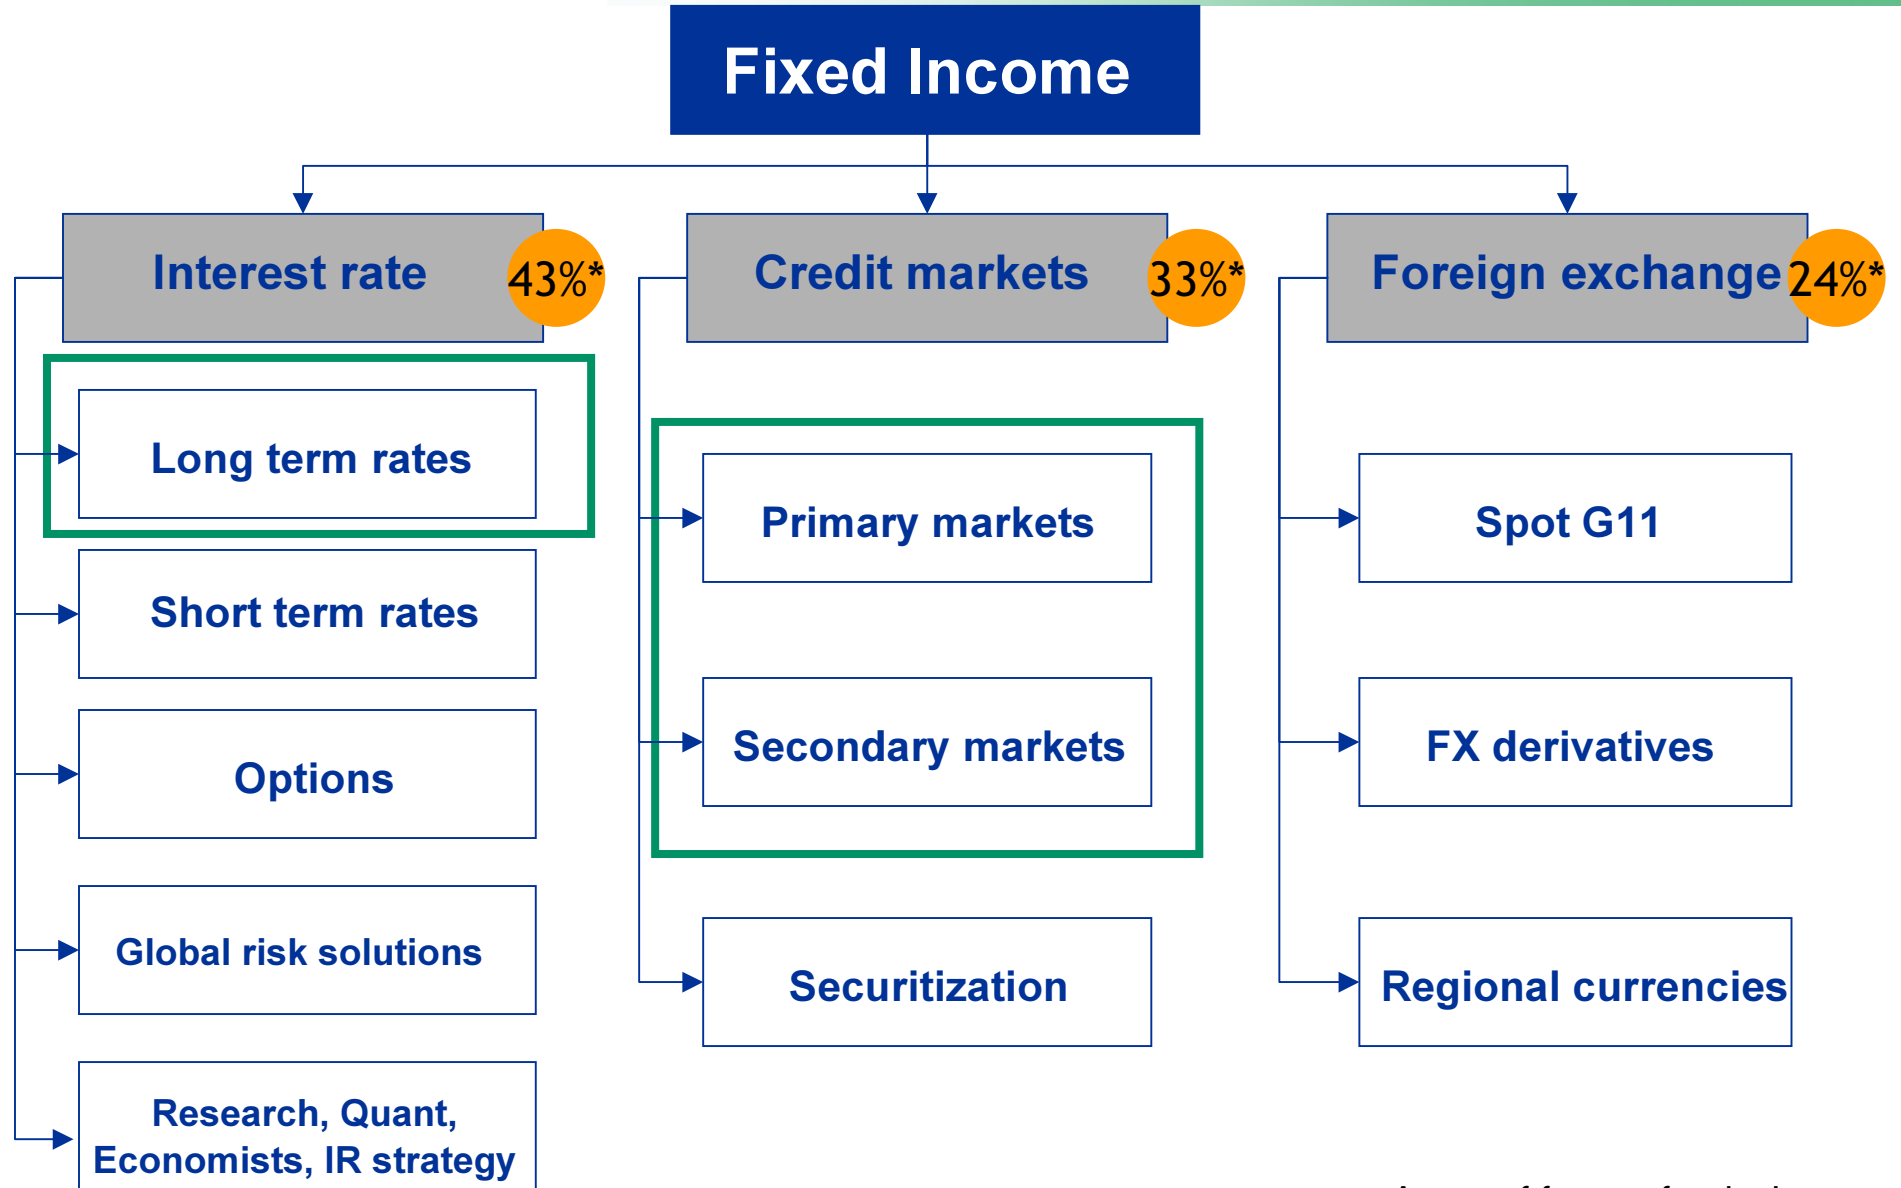 Fixed Income
Interest rate
43%*
Credit markets
33%*
Foreign exchange
24%*
Long term rates
Short term rates
Options
Global risk solutions
Research, Quant,
Economists, IR strategy
Primary markets
Secondary markets
Securitization
Spot G11
FX derivatives
Regional currencies